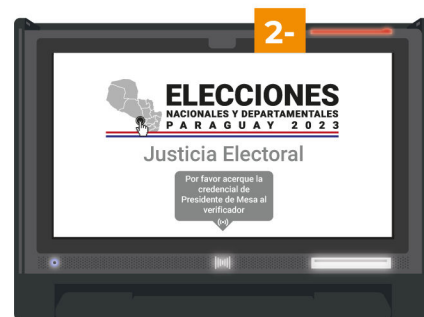 2-
ELECCIONES
NACIONALES Y DEPARTAMENTALES
PARAGUAY 2023
Justicia Electoral
Por favor acerque la
credencial de
Presidente de Mesa al
verificador